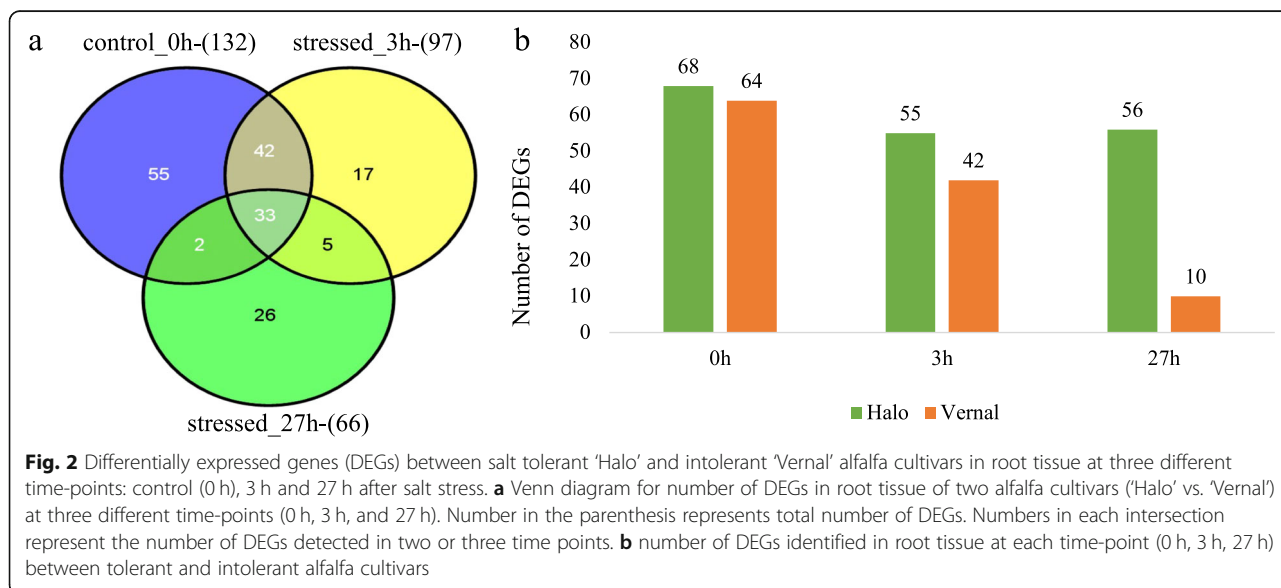 a
control_0h-(132)
stressed_3h-(97)
55
42
17
33
2
5
26
stressed_27h-(66)
b
Number of DEGs
80
70
60
50
40
30
20
10
0
68
64
55
42
56
10
0h
3h
27h
Halo
Vernal
Fig. 2 Differentially expressed genes (DEGs) between salt tolerant ‘Halo’ and intolerant ‘Vernal’ alfalfa cultivars in root tissue at three different
time-points: control (0 h), 3 h and 27 h after salt stress. a Venn diagram for number of DEGs in root tissue of two alfalfa cultivars (‘Halo’ vs. ‘Vernal’)
at three different time-points (0 h, 3 h, and 27 h). Number in the parenthesis represents total number of DEGs. Numbers in each intersection
represent the number of DEGs detected in two or three time points. b number of DEGs identified in root tissue at each time-point (0 h, 3 h, 27 h)
between tolerant and intolerant alfalfa cultivars